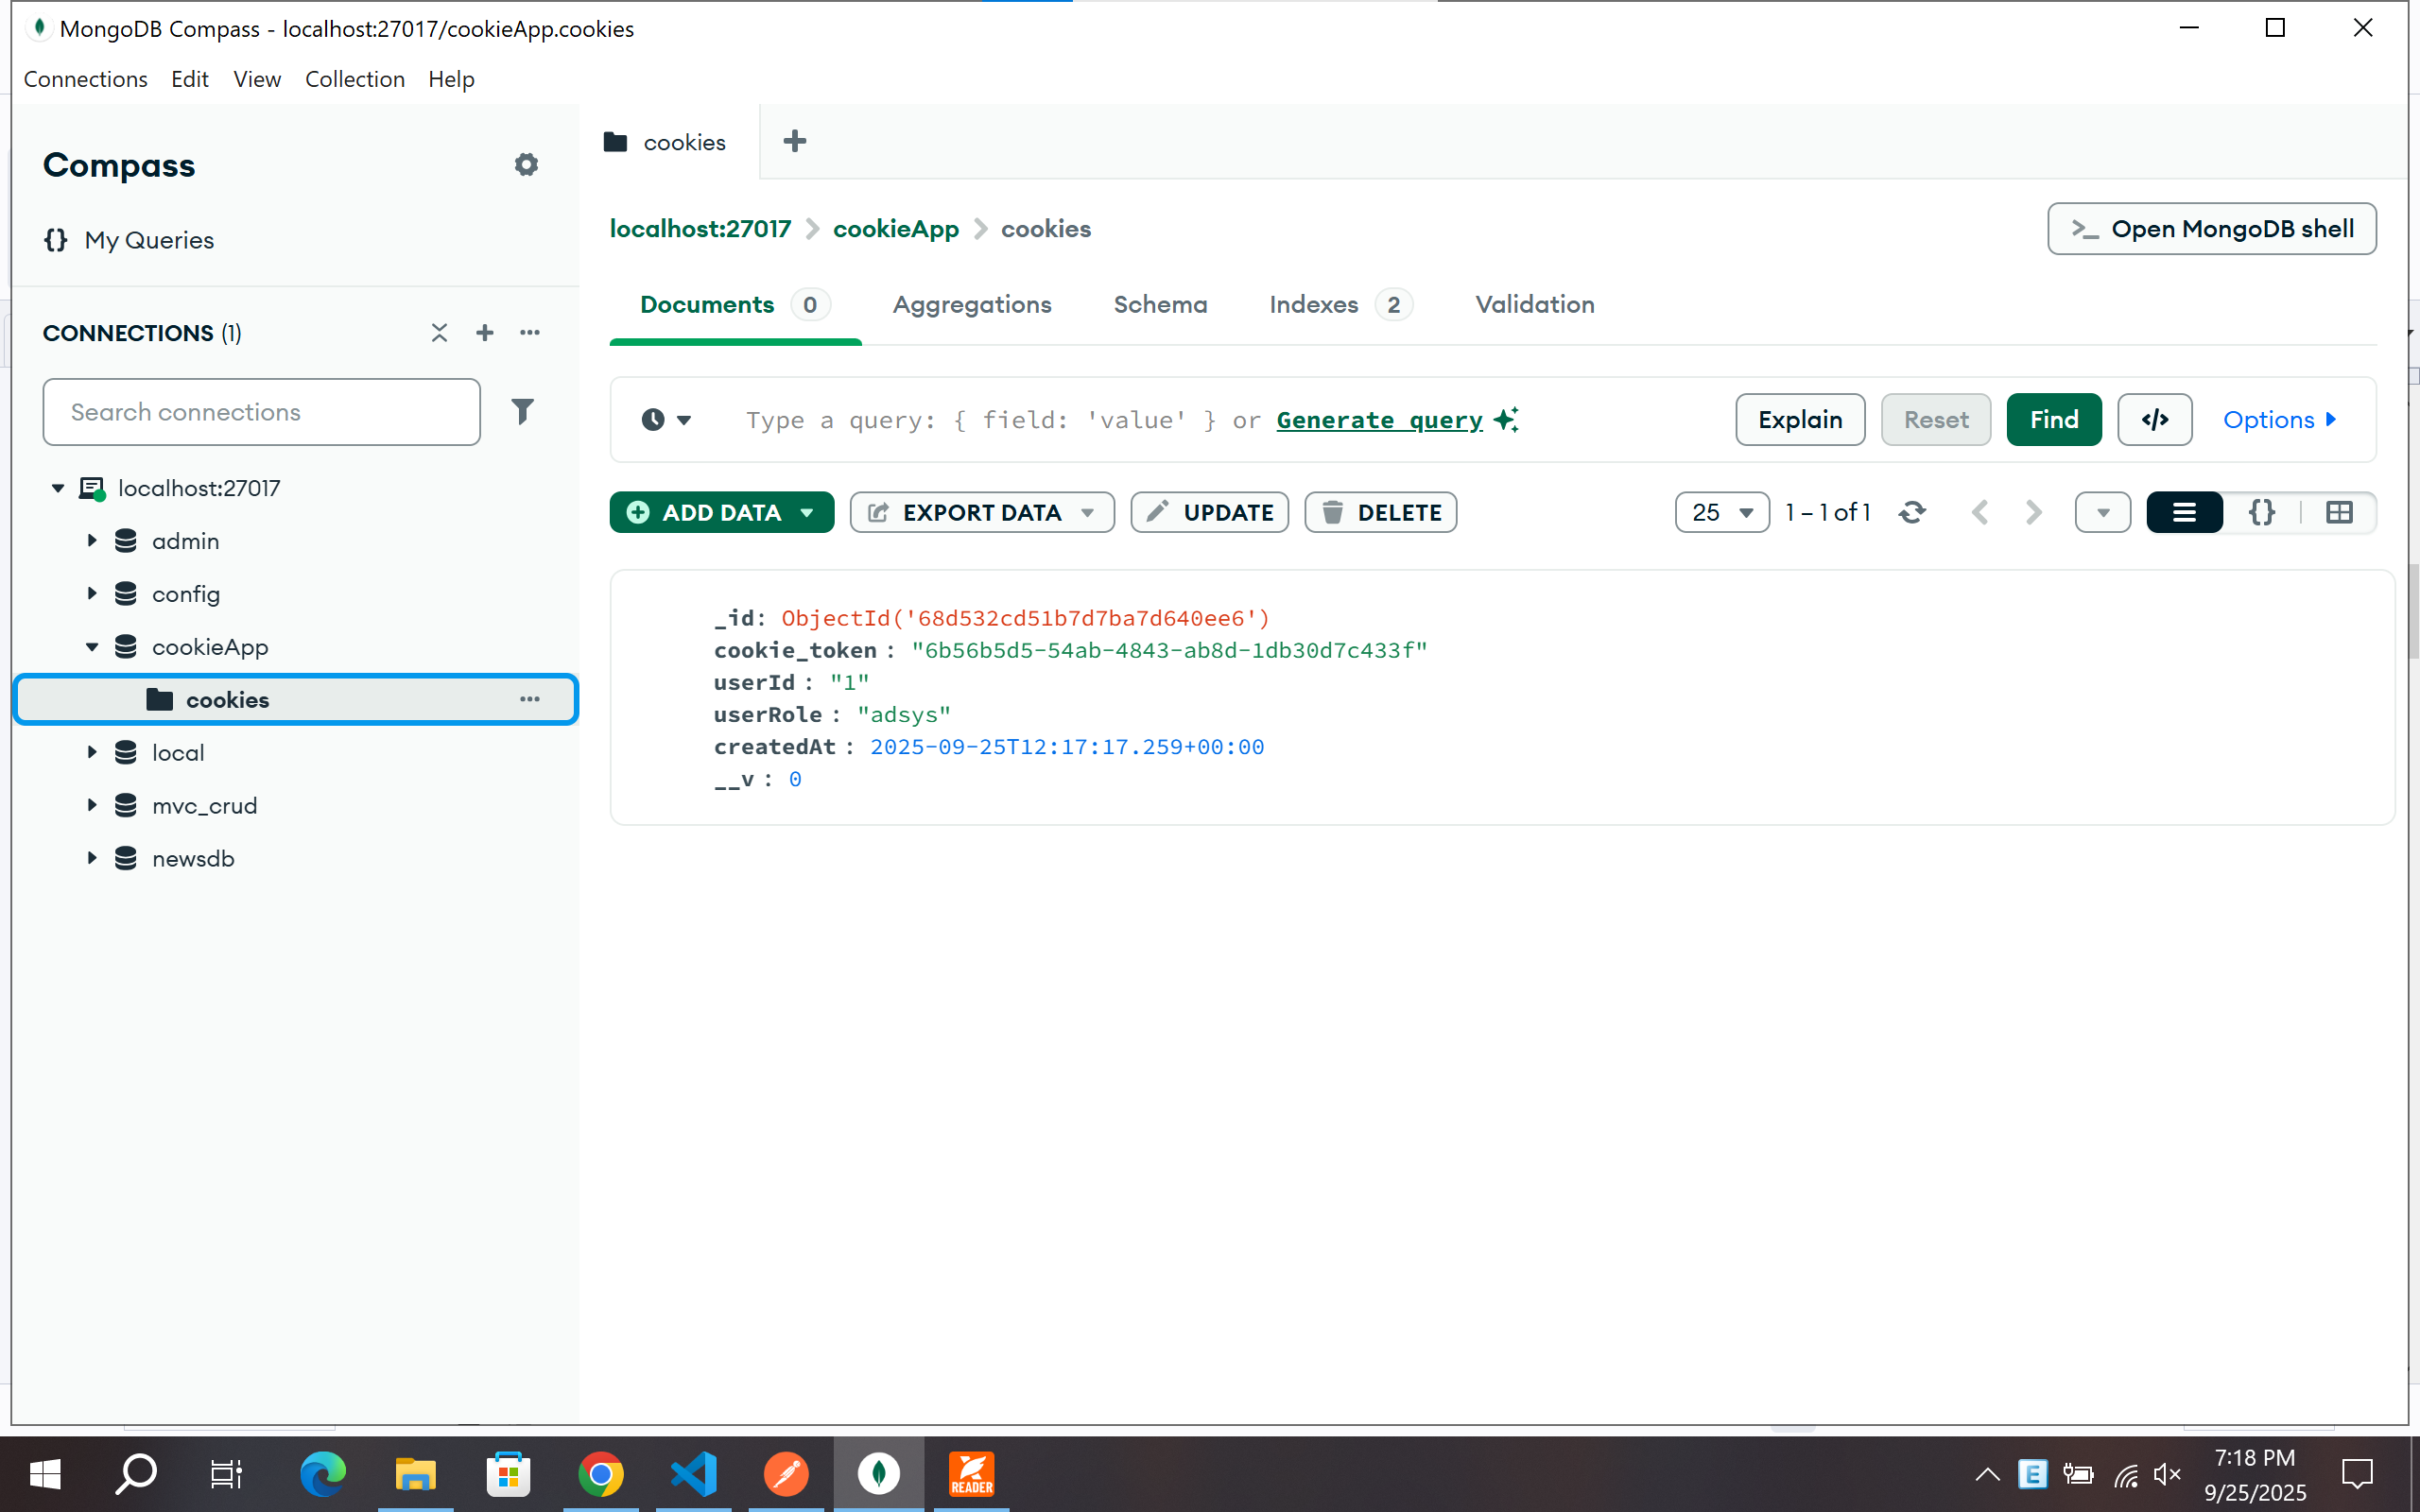 MongoDB Compass - localhost:27017/cookieApp.cookies
Connections Edit View Collection Help
Compass
My Queries
CONNECTIONS (1)
Search connections
localhost:27017
admin
config
cookieApp
cookies
local
mvc_crud
newsdb
cookies
localhost:27017 cookieApp cookies
Open MongoDB shell
Documents 0 Aggregations Schema Indexes 2 Validation
Type a query: { field: 'value' } or Generate query
Explain Reset Find </> Options
ADD DATA EXPORT DATA UPDATE DELETE
25 1 – 1 of 1
_id: ObjectId('68d532cd51b7d7ba7d640ee6')
cookie_token : "6b56b5d5-54ab-4843-ab8d-1db30d7c433f"
userId : "1"
userRole : "adsys"
createdAt : 2025-09-25T12:17:17.259+00:00
__v : 0
READER
E
7:18 PM
9/25/2025